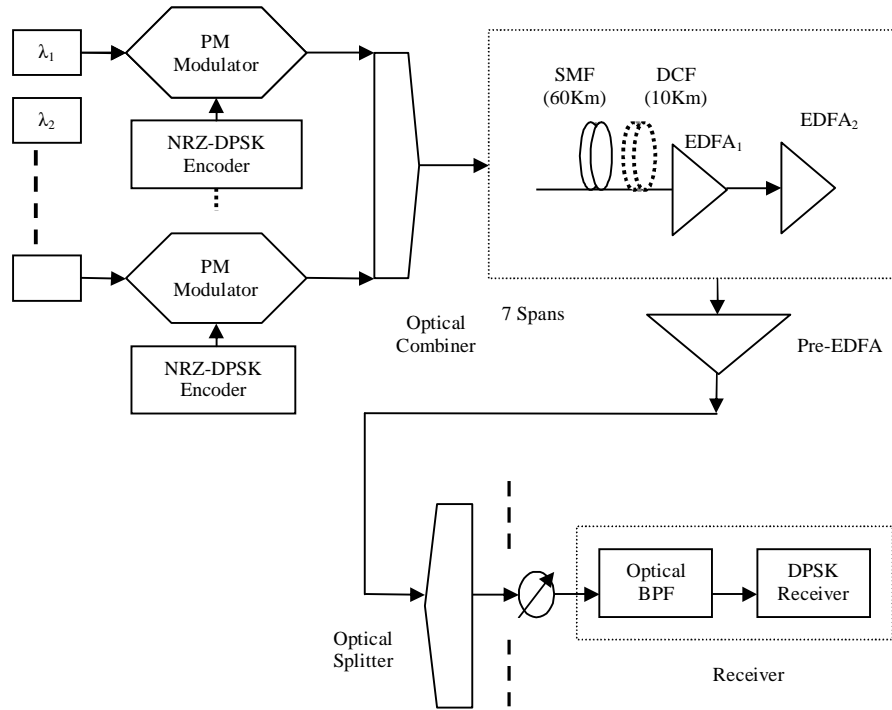 λ1
PM
Modulator
λ2
NRZ-DPSK
Encoder
PM
Modulator
NRZ-DPSK
Encoder
Optical
Combiner
SMF
(60Km)
DCF
(10Km)
EDFA1
EDFA2
7 Spans
Pre-EDFA
Optical
Splitter
Optical
BPF
DPSK
Receiver
Receiver